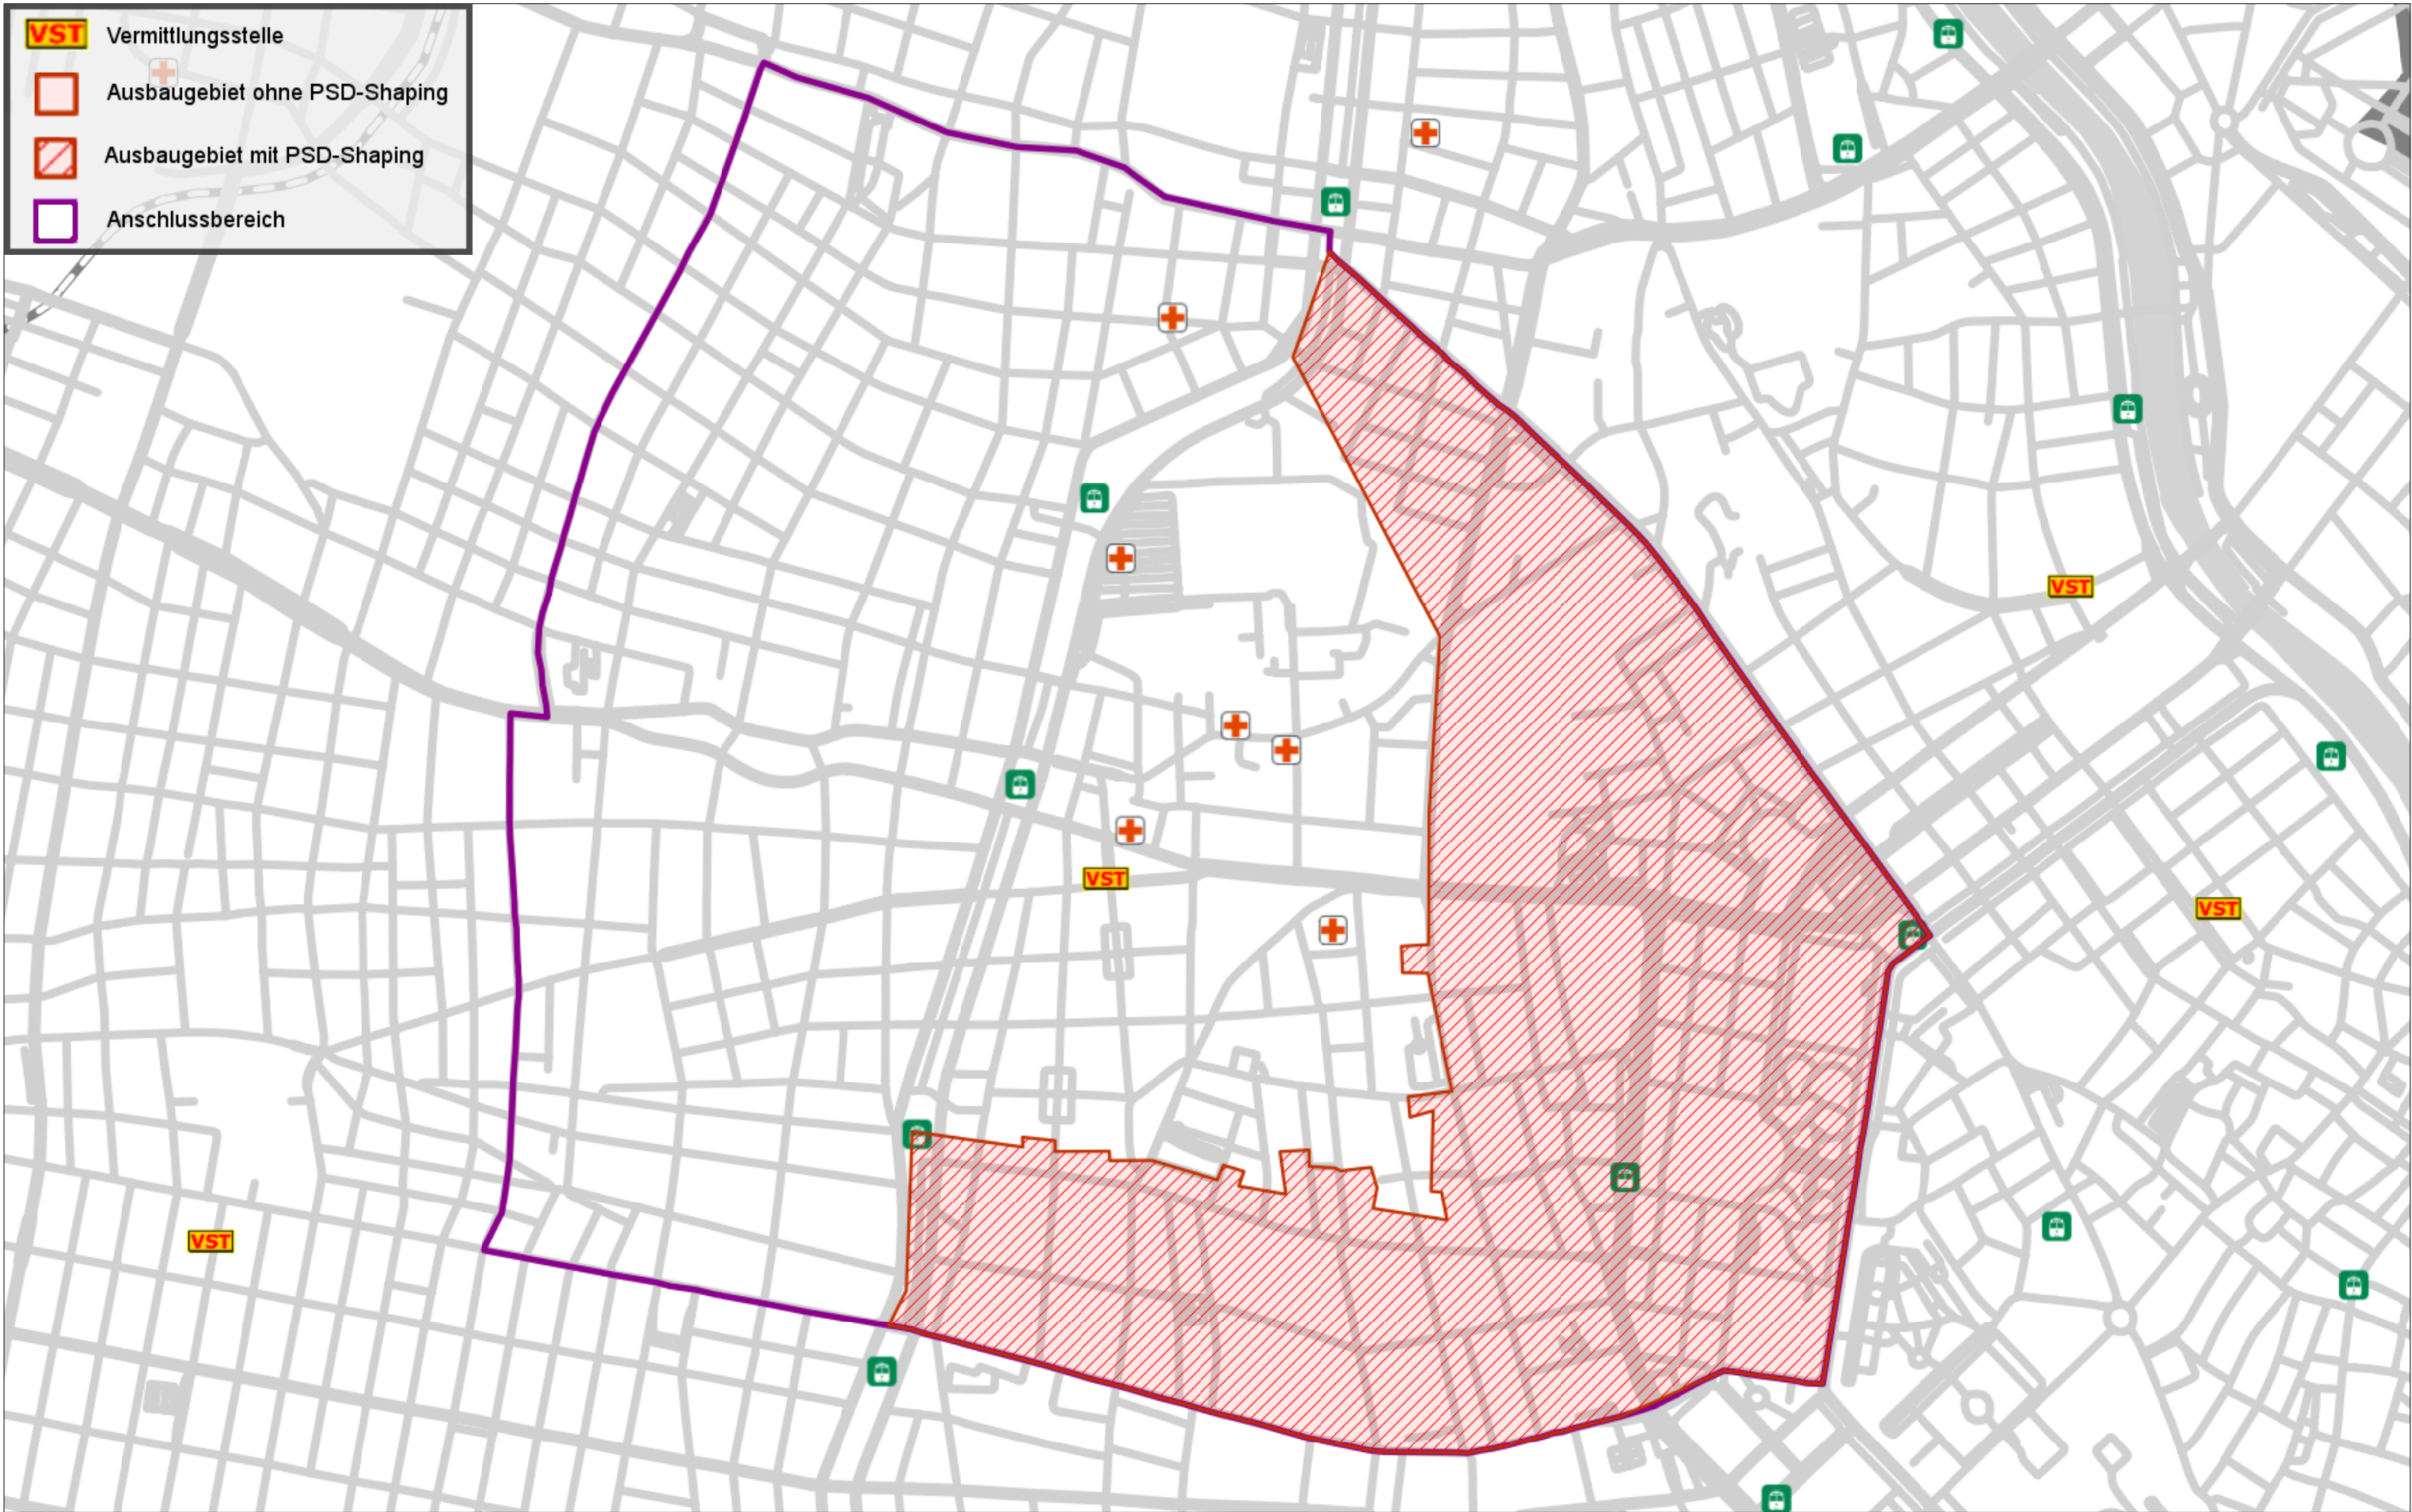 VST Vermittlungsstelle
Ausbaugebiet ohne PSD-Shaping
Ausbaugebiet mit PSD-Shaping
Anschlussbereich
VST
VST
VST
VST